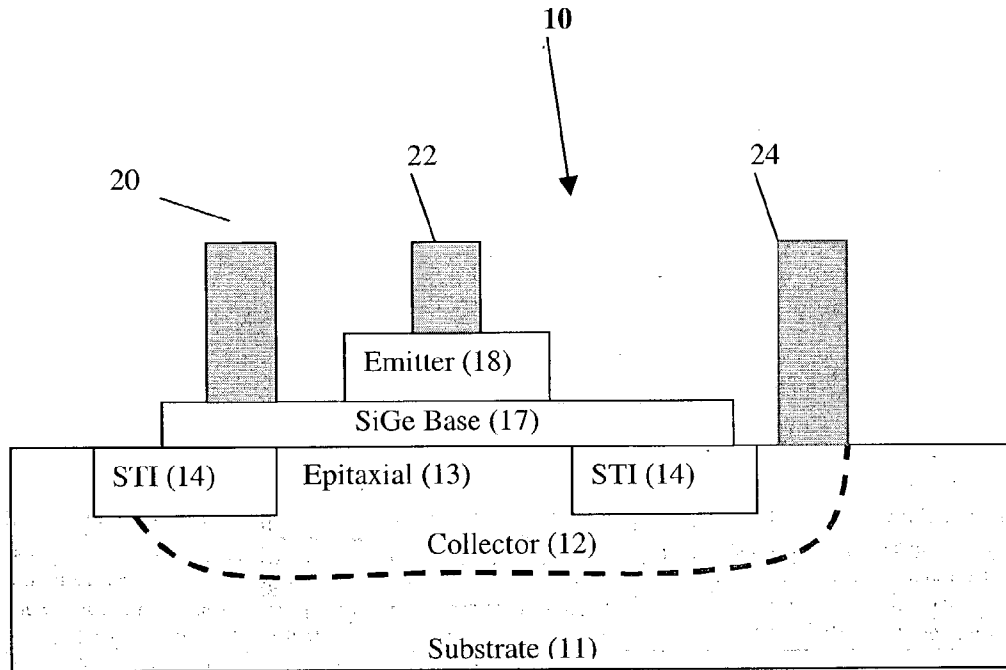 10
22
24
20
Emitter (18)
SiGe Base (17)
STI (14)
Epitaxial (13)
STI (14)
Collector (12)
Substrate (11)